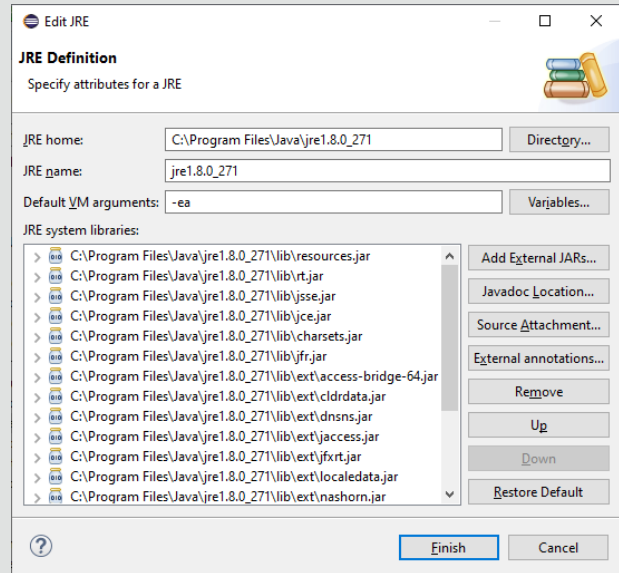 Edit JRE
JRE Definition
Specify attributes for a JRE
JRE home: C:\Program Files\Java\jre1.8.0_271 Directory...
JRE name: jre1.8.0_271
Default VM arguments: -ea Variables...
JRE system libraries:
C:\Program Files\Java\jre1.8.0_271\lib\resources.jar
C:\Program Files\Java\jre1.8.0_271\lib\rt.jar
C:\Program Files\Java\jre1.8.0_271\lib\jsse.jar
C:\Program Files\Java\jre1.8.0_271\lib\jce.jar
C:\Program Files\Java\jre1.8.0_271\lib\charsets.jar
C:\Program Files\Java\jre1.8.0_271\lib\jfr.jar
C:\Program Files\Java\jre1.8.0_271\lib\ext\access-bridge-64.jar
C:\Program Files\Java\jre1.8.0_271\lib\ext\cldrdata.jar
C:\Program Files\Java\jre1.8.0_271\lib\ext\dnsns.jar
C:\Program Files\Java\jre1.8.0_271\lib\ext\jaccess.jar
C:\Program Files\Java\jre1.8.0_271\lib\ext\jfxrt.jar
C:\Program Files\Java\jre1.8.0_271\lib\ext\localedata.jar
C:\Program Files\Java\jre1.8.0_271\lib\ext\nashorn.jar
Add External JARs...
Javadoc Location...
Source Attachment...
External annotations...
Remove
Up
Down
Restore Default
? Finish Cancel